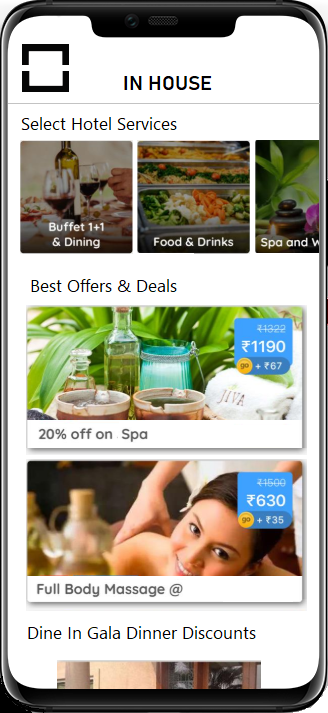 IN HOUSE
Select Hotel Services
Buffet 1+1
& Dining
Food & Drinks
Spa and W
Best Offers & Deals
₹1322
₹1190
go + ₹67
JIVA
20% off on Spa
₹1500
₹630
go + ₹35
Full Body Massage @
Dine In Gala Dinner Discounts